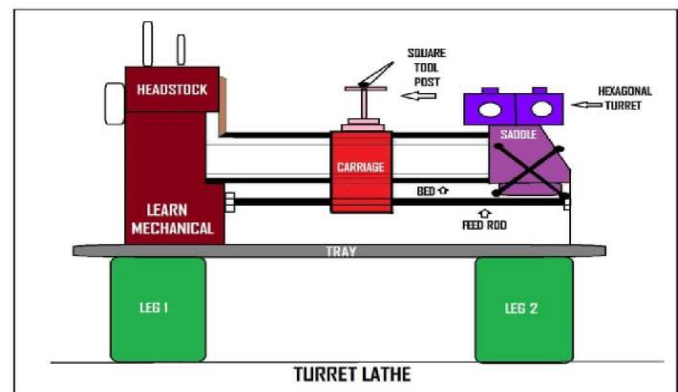 SQUARE
TOOL
POST
HEADSTOCK
HEXAGONAL
TURRET
SADDLE
CARRIAGE
BED
LEARN
MECHANICAL
FEED ROD
TRAY
LEG 1
LEG 2
TURRET LATHE